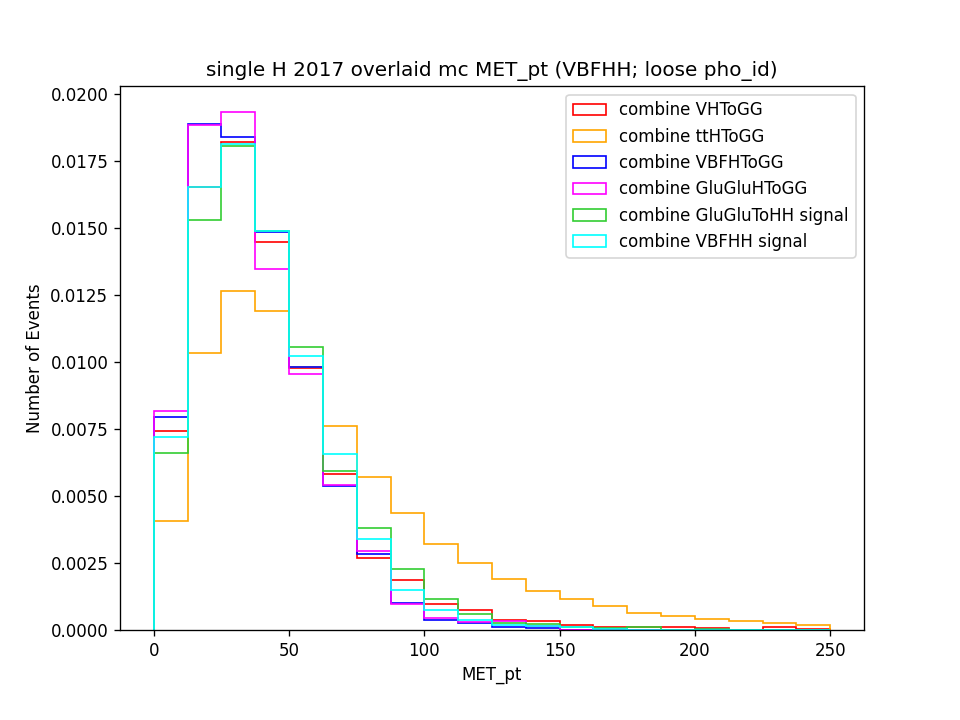 single H 2017 overlaid mc MET_pt (VBFHH; loose pho_id)
combine VHToGG
combine ttHToGG
combine VBFHToGG
combine GluGluHToGG
combine GluGluToHH signal
combine VBFHH signal
Number of Events
0.0200
0.0175
0.0150
0.0125
0.0100
0.0075
0.0050
0.0025
0.0000
0
50
100
150
200
250
MET_pt